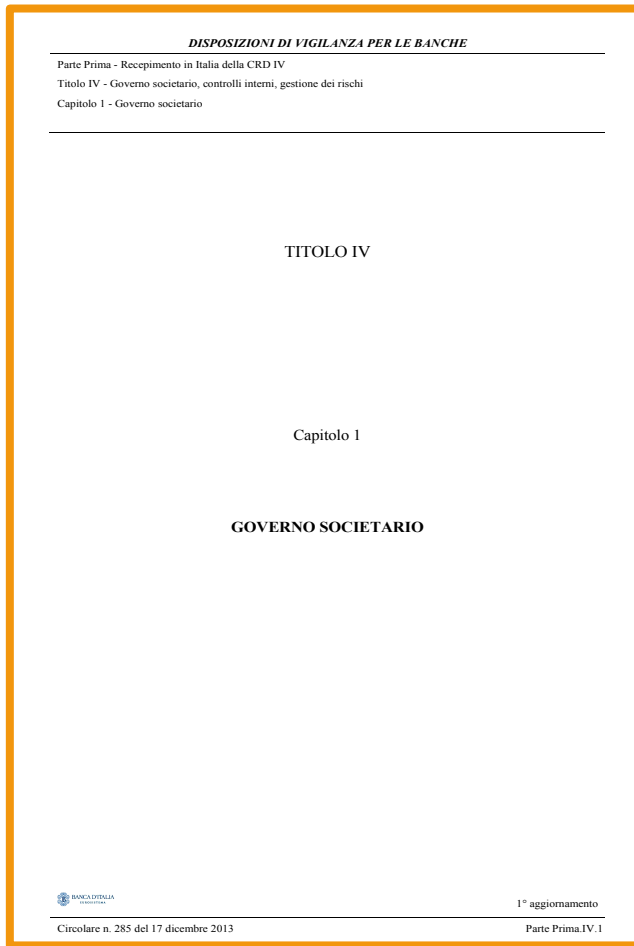 DISPOSIZIONI DI VIGILANZA PER LE BANCHE
Parte Prima - Recepimento in Italia della CRD IV
Titolo IV - Governo societario, controlli interni, gestione dei rischi
Capitolo 1 - Governo societario
TITOLO IV
Capitolo 1
GOVERNO SOCIETARIO
BANCA D'ITALIA
EUROSISTEMA
1° aggiornamento
Circolare n. 285 del 17 dicembre 2013
Parte Prima.IV.1